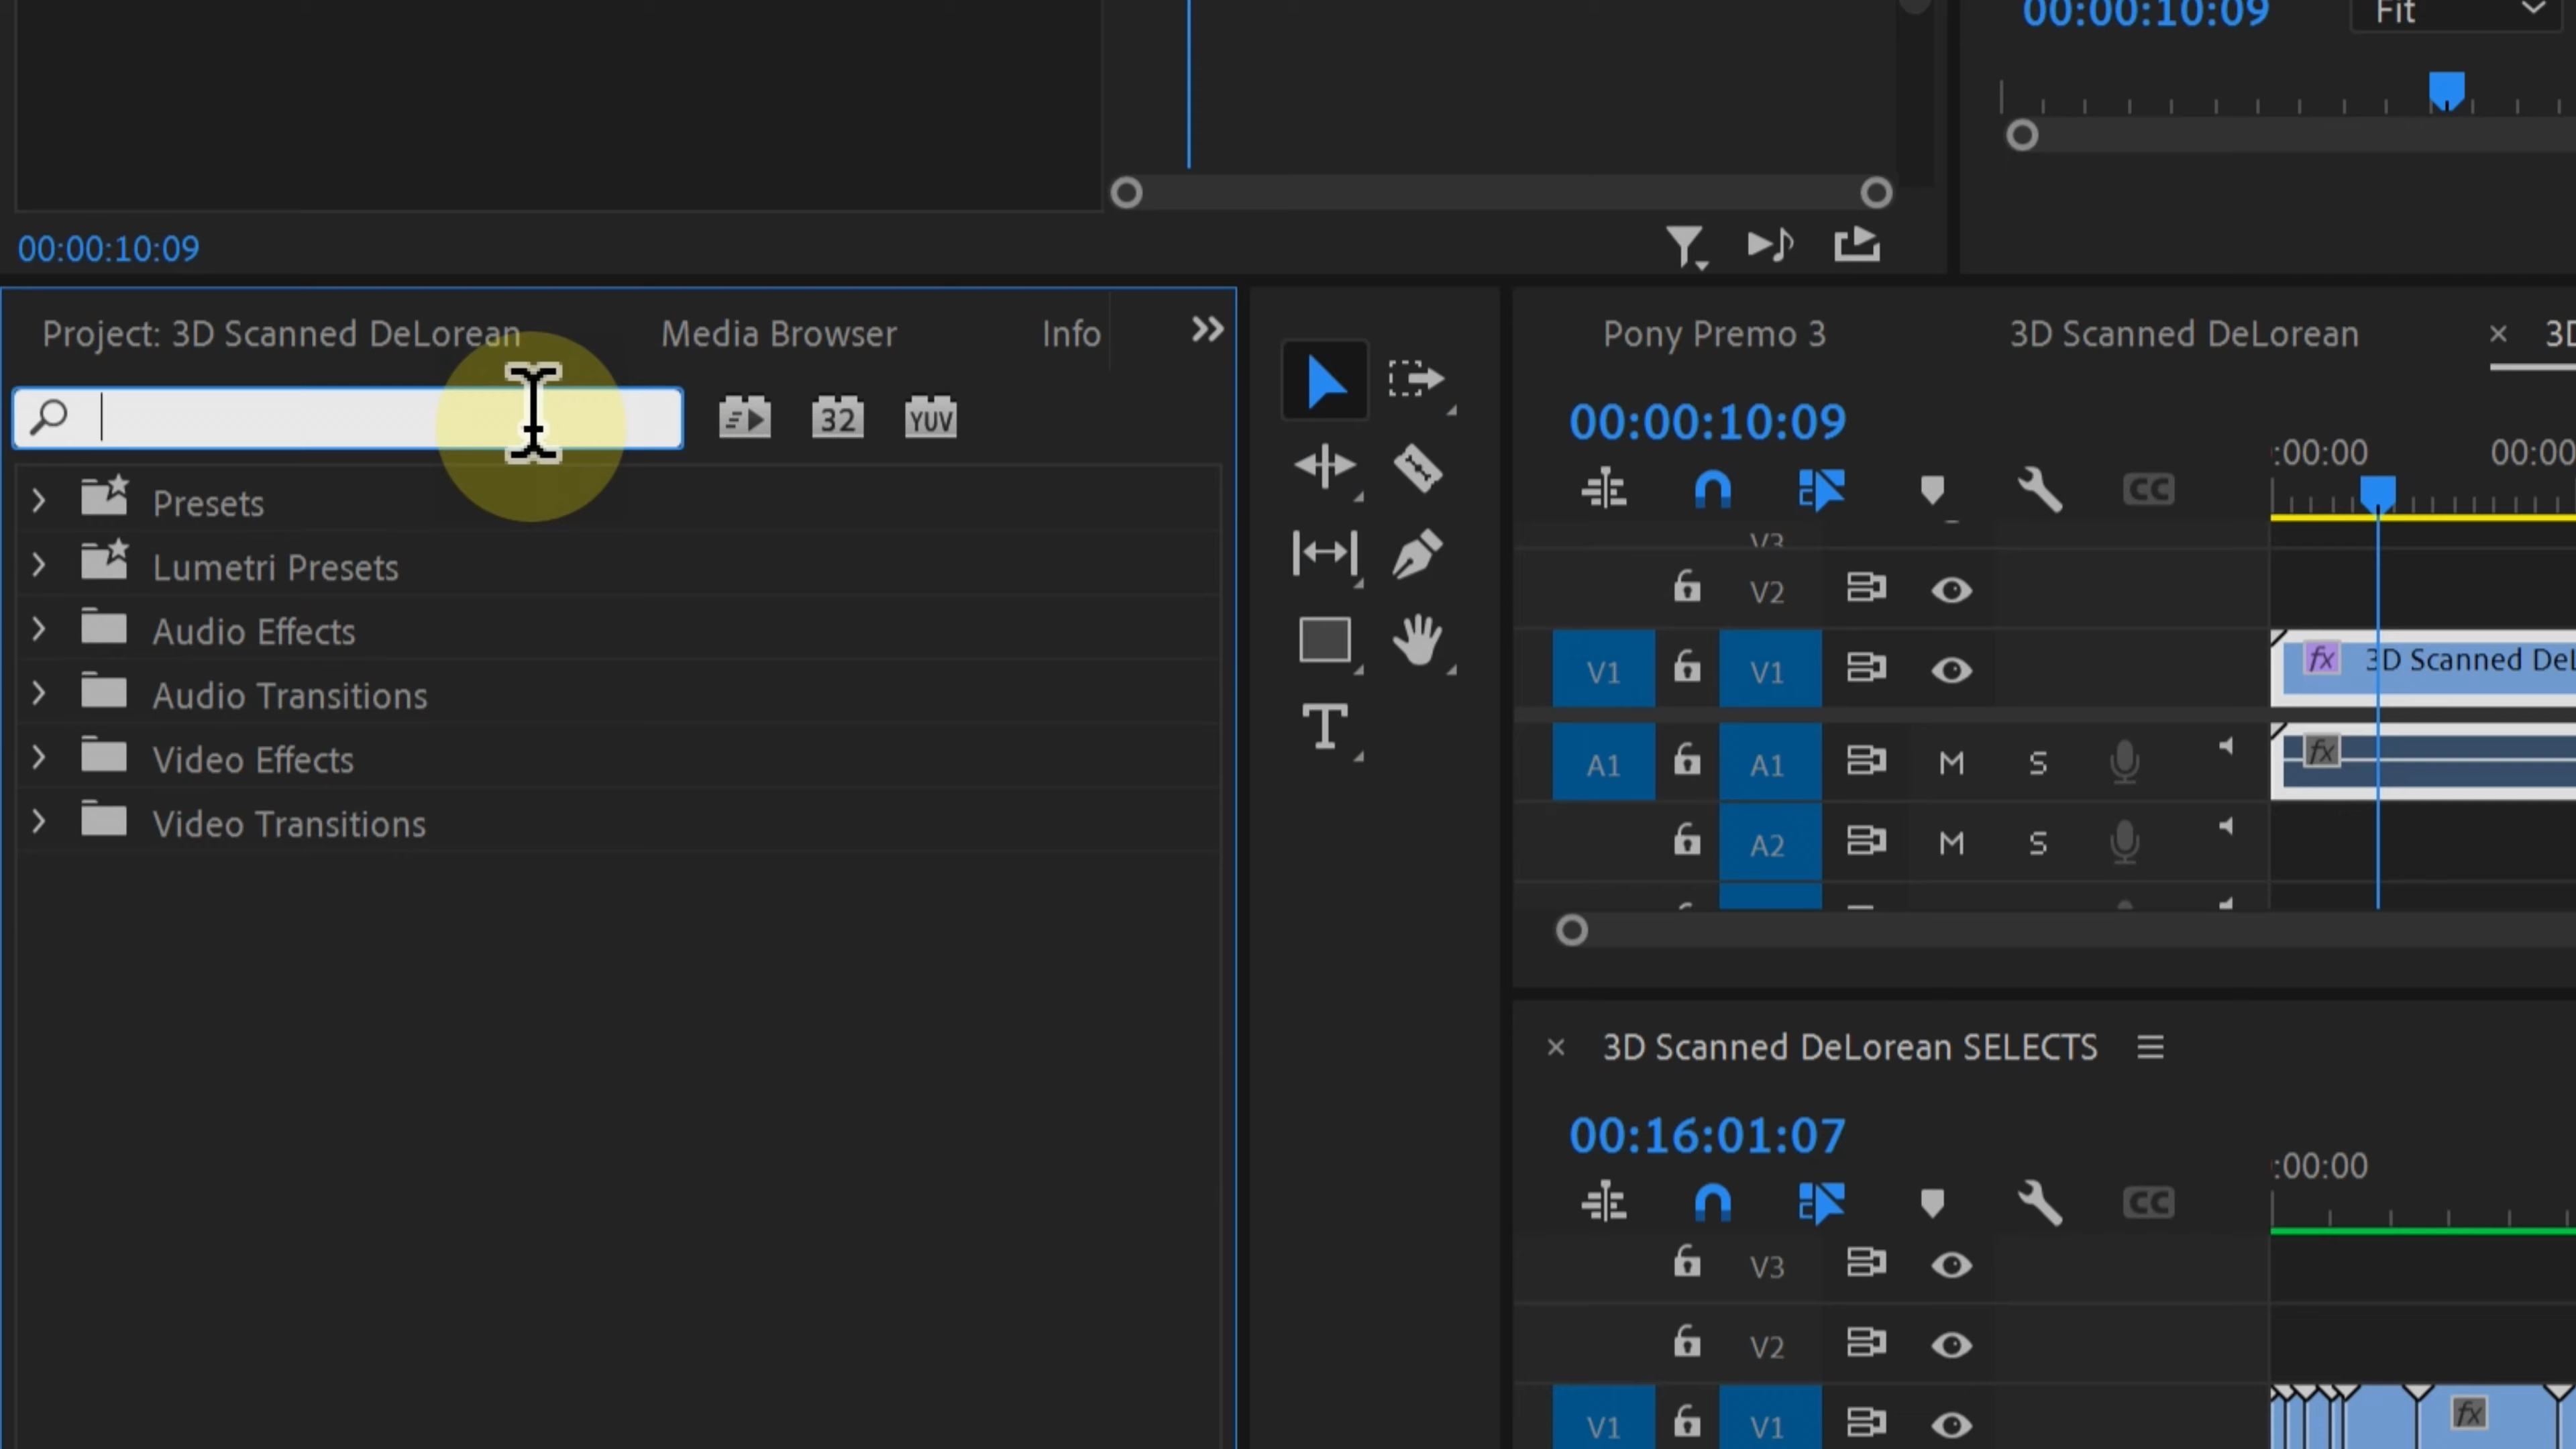 00:00:10:09
Fit
00:00:10:09
Project: 3D Scanned DeLorean
Media Browser
Info
32
YUV
Presets
Lumetri Presets
Audio Effects
Audio Transitions
Video Effects
Video Transitions
T
Pony Premo 3
3D Scanned DeLorean
3D
00:00:10:09
:00:00
00:00
CC
V3
V2
V1
V1
fx
3D Scanned DeL
A1
A1
M
S
fx
A2
M
S
3D Scanned DeLorean SELECTS
00:16:01:07
:00:00
CC
V3
V2
V1
V1
fx